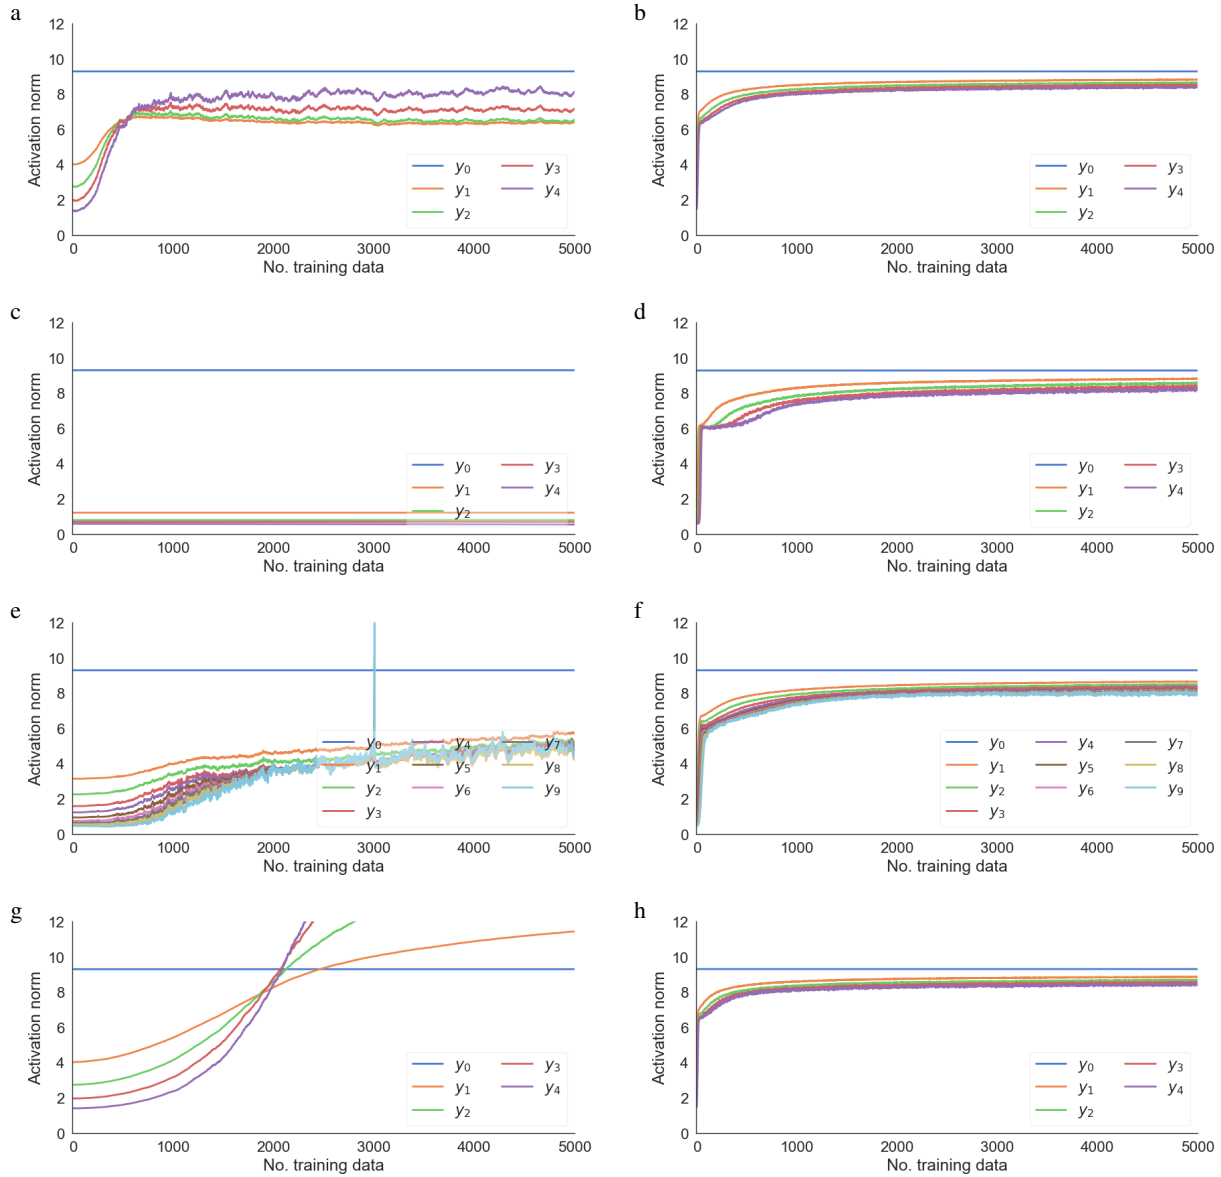 a
12
10
8
6
4
2
0
Activation norm
0 1000 2000 3000 4000 5000
No. training data
y0 y3
y1 y4
y2
b
12
10
8
6
4
2
0
Activation norm
0 1000 2000 3000 4000 5000
No. training data
y0 y3
y1 y4
y2
c
12
10
8
6
4
2
0
Activation norm
0 1000 2000 3000 4000 5000
No. training data
y0 y3
y1 y4
y2
d
12
10
8
6
4
2
0
Activation norm
0 1000 2000 3000 4000 5000
No. training data
y0 y3
y1 y4
y2
e
12
10
8
6
4
2
0
Activation norm
0 1000 2000 3000 4000 5000
No. training data
y0 y4 y7
y1 y5 y8
y2 y6 y9
y3
f
12
10
8
6
4
2
0
Activation norm
0 1000 2000 3000 4000 5000
No. training data
y0 y4 y7
y1 y5 y8
y2 y6 y9
y3
g
12
10
8
6
4
2
0
Activation norm
0 1000 2000 3000 4000 5000
No. training data
y0 y3
y1 y4
y2
h
12
10
8
6
4
2
0
Activation norm
0 1000 2000 3000 4000 5000
No. training data
y0 y3
y1 y4
y2